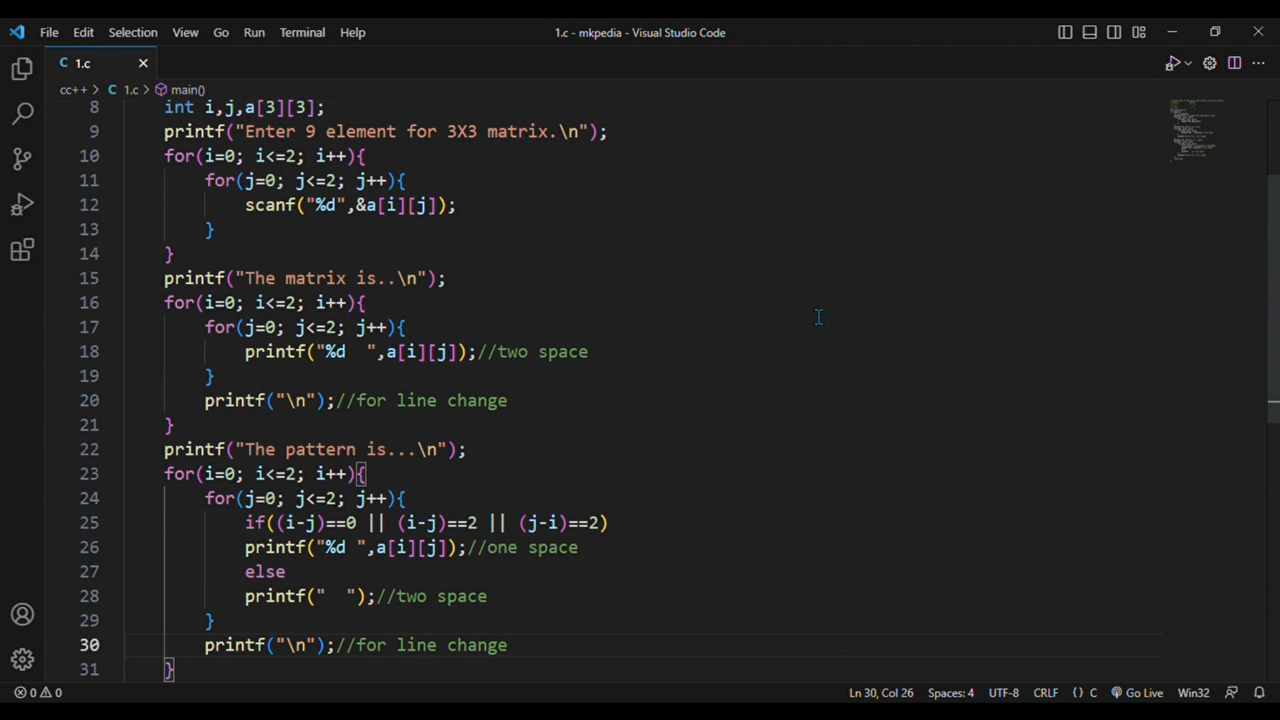 File Edit Selection View Go Run Terminal Help 1.c - mkpedia - Visual Studio Code
C 1.c
cc++ > C 1.c > main()
8 int i,j,a[3][3];
9 printf("Enter 9 element for 3X3 matrix.\n");
10 for(i=0; i<=2; i++){
11 for(j=0; j<=2; j++){
12 scanf("%d",&a[i][j]);
13 }
14 }
15 printf("The matrix is..\n");
16 for(i=0; i<=2; i++){
17 for(j=0; j<=2; j++){
18 printf("%d  ",a[i][j]);//two space
19 }
20 printf("\n");//for line change
21 }
22 printf("The pattern is...\n");
23 for(i=0; i<=2; i++){
24 for(j=0; j<=2; j++){
25 if((i-j)==0 || (i-j)==2 || (j-i)==2)
26 printf("%d ",a[i][j]);//one space
27 else
28 printf("  ");//two space
29 }
30 printf("\n");//for line change
31 }
0 0 Ln 30, Col 26 Spaces: 4 UTF-8 CRLF {} C Go Live Win32